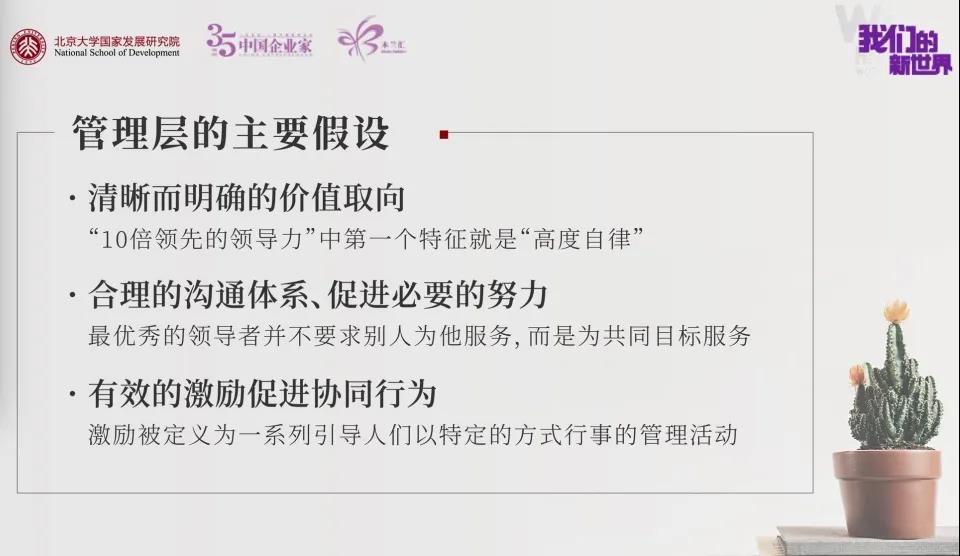 北京大学国家发展研究院
National School of Development
35
中国企业家
木兰汇
我们的
新世界
管理层的主要假设
· 清晰而明确的价值取向
“10倍领先的领导力”中第一个特征就是“高度自律”
· 合理的沟通体系、促进必要的努力
最优秀的领导者并不要求别人为他服务, 而是为共同目标服务
· 有效的激励促进协同行为
激励被定义为一系列引导人们以特定的方式行事的管理活动